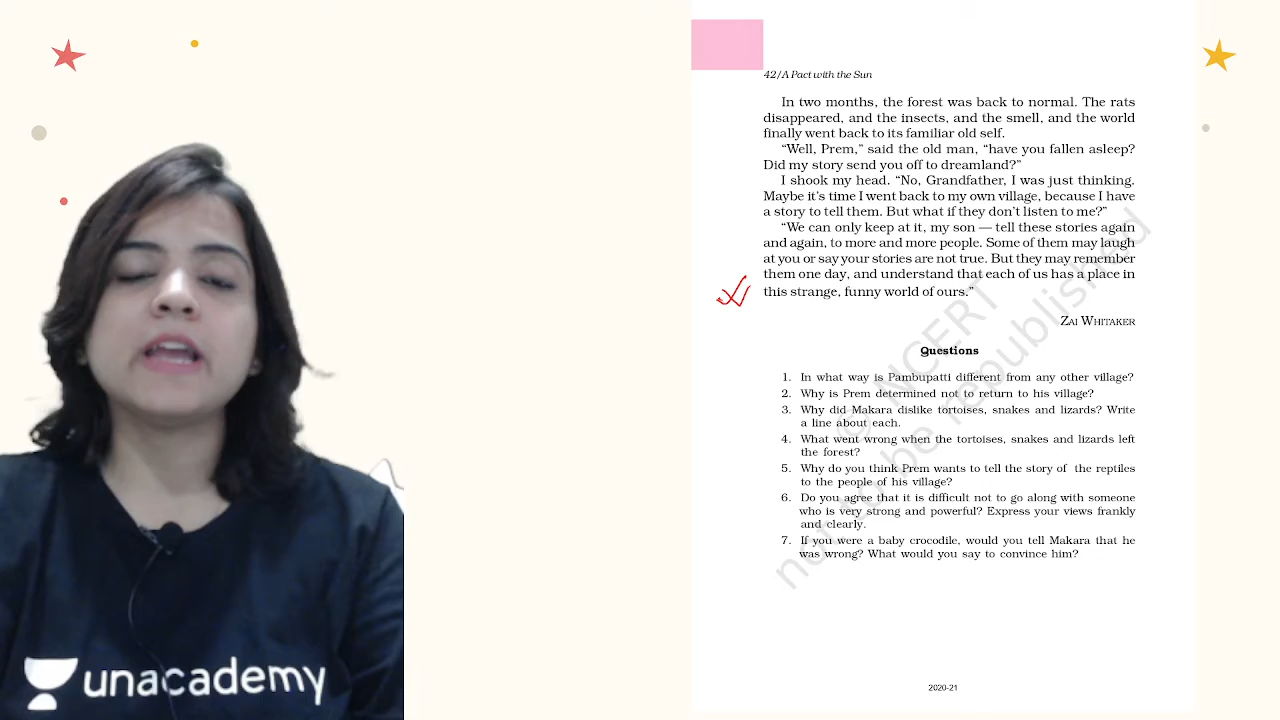 42/A Pact with the Sun
In two months, the forest was back to normal. The rats
disappeared, and the insects, and the smell, and the world
finally went back to its familiar old self.
“Well, Prem,” said the old man, “have you fallen asleep?
Did my story send you off to dreamland?”
I shook my head. “No, Grandfather, I was just thinking.
Maybe it’s time I went back to my own village, because I have
a story to tell them. But what if they don’t listen to me?”
“We can only keep at it, my son — tell these stories again
and again, to more and more people. Some of them may laugh
at you or say your stories are not true. But they may remember
them one day, and understand that each of us has a place in
this strange, funny world of ours.”
ZAI WHITAKER
Questions
1. In what way is Pambupatti different from any other village?
2. Why is Prem determined not to return to his village?
3. Why did Makara dislike tortoises, snakes and lizards? Write
a line about each.
4. What went wrong when the tortoises, snakes and lizards left
the forest?
5. Why do you think Prem wants to tell the story of the reptiles
to the people of his village?
6. Do you agree that it is difficult not to go along with someone
who is very strong and powerful? Express your views frankly
and clearly.
7. If you were a baby crocodile, would you tell Makara that he
was wrong? What would you say to convince him?
© NCERT
not to be republished
2020-21
unacademy